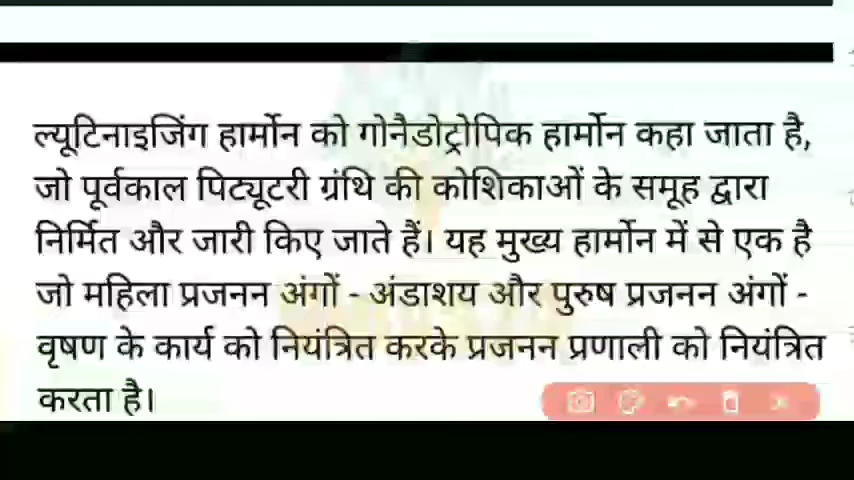 ल्यूटिनाइजिंग हार्मोन को गोनैडोट्रोपिक हार्मोन कहा जाता है,
जो पूर्वकाल पिट्यूटरी ग्रंथि की कोशिकाओं के समूह द्वारा
निर्मित और जारी किए जाते हैं। यह मुख्य हार्मोन में से एक है
जो महिला प्रजनन अंगों - अंडाशय और पुरुष प्रजनन अंगों -
वृषण के कार्य को नियंत्रित करके प्रजनन प्रणाली को नियंत्रित
करता है।